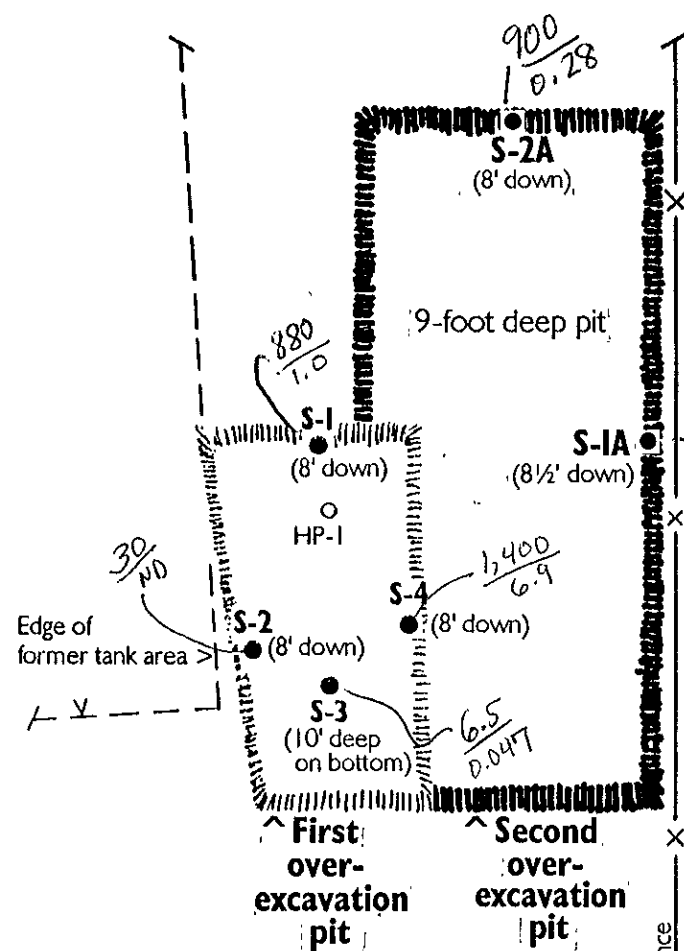 900
0.28
S-2A
(8' down)
9-foot deep pit
880
1.0
S-1
(8' down)
S-1A
(8½' down)
HP-1
30
ND
1,400
6.9
S-4
(8' down)
Edge of
former tank area >
S-2
(8' down)
S-3
(10' deep
on bottom)
6.5
0.047
^ First
over-
excavation
pit
^ Second
over-
excavation
pit